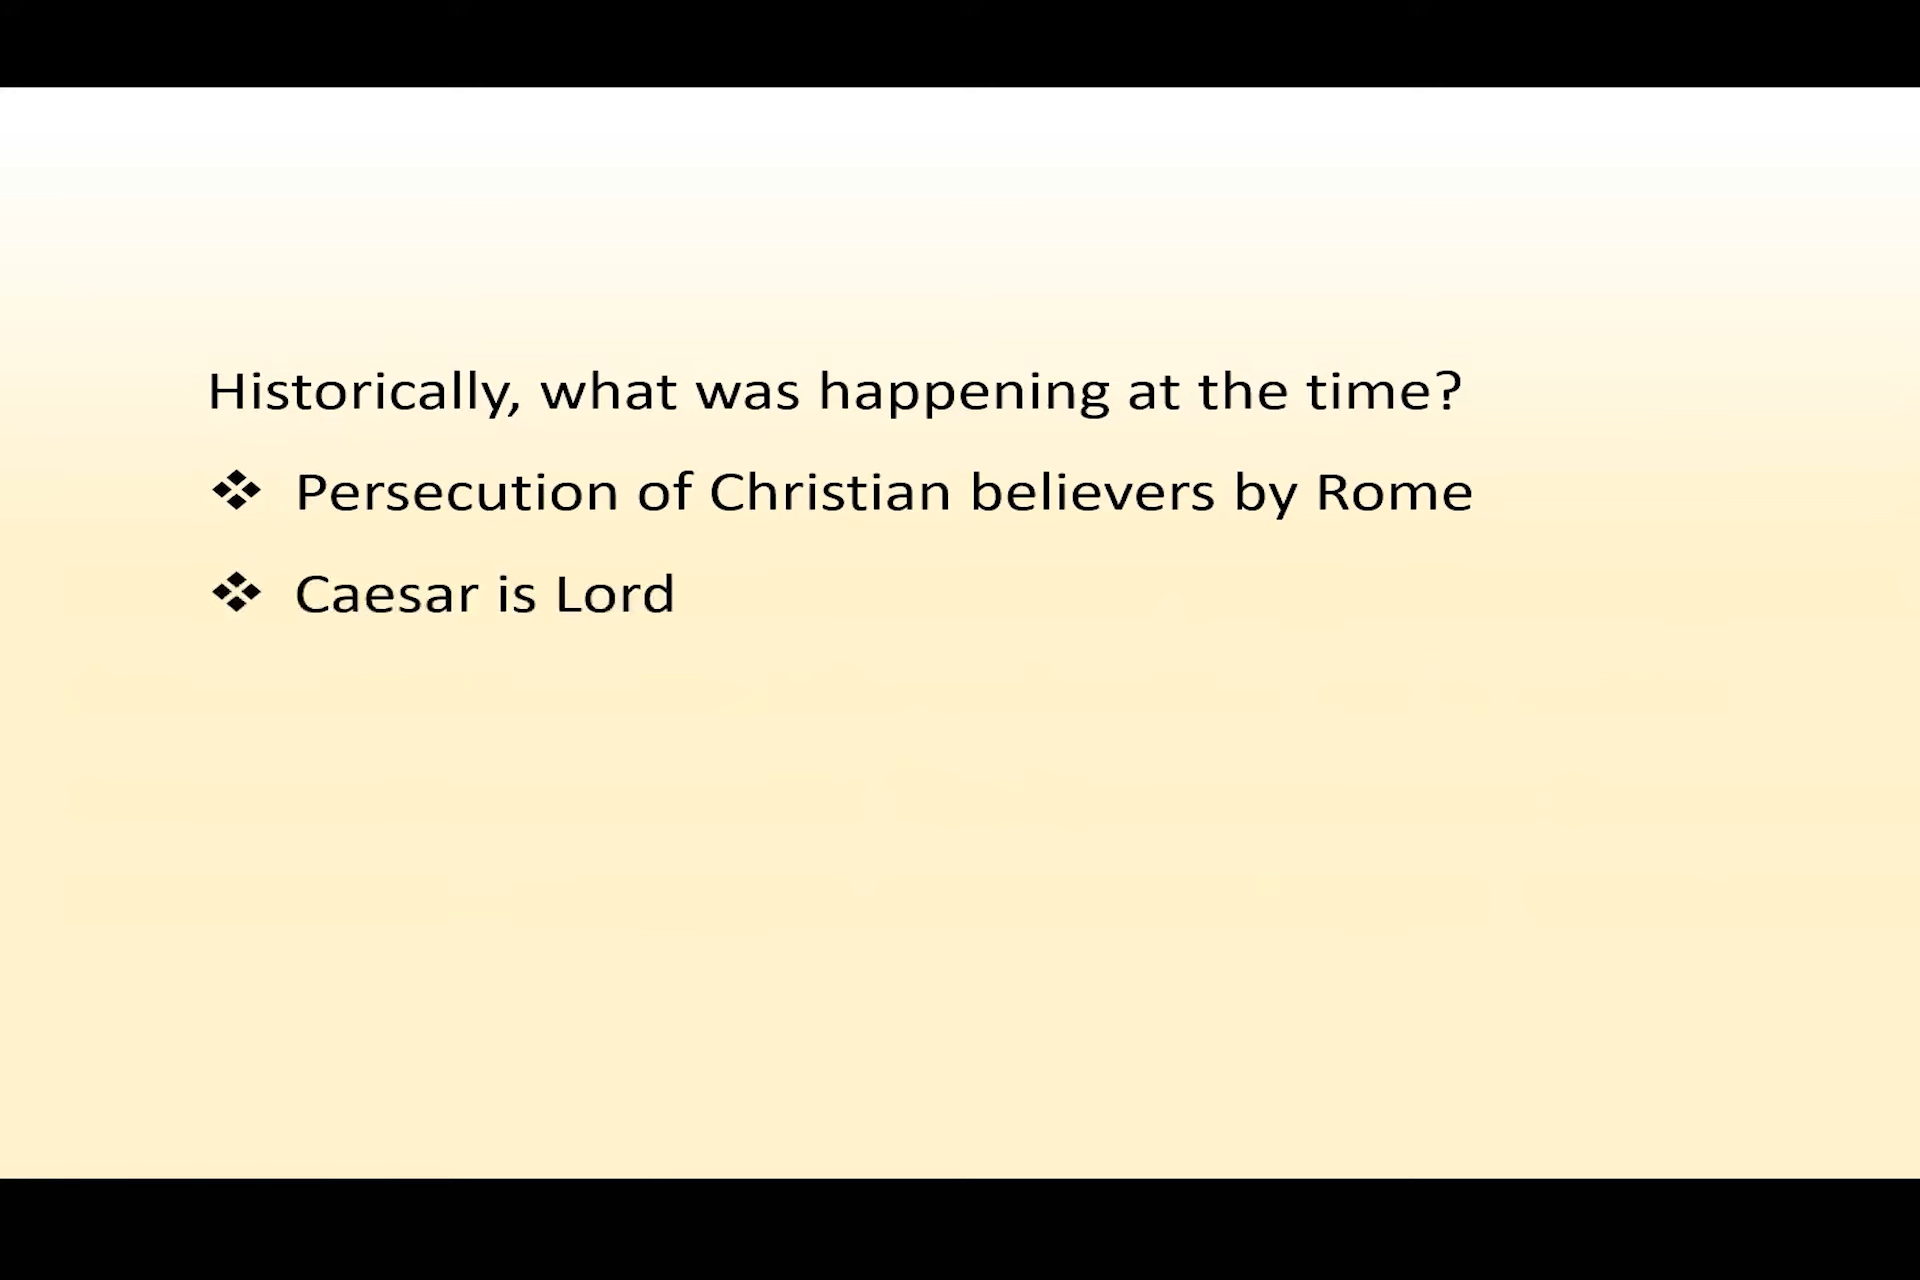 Historically, what was happening at the time?
❖ Persecution of Christian believers by Rome
❖ Caesar is Lord